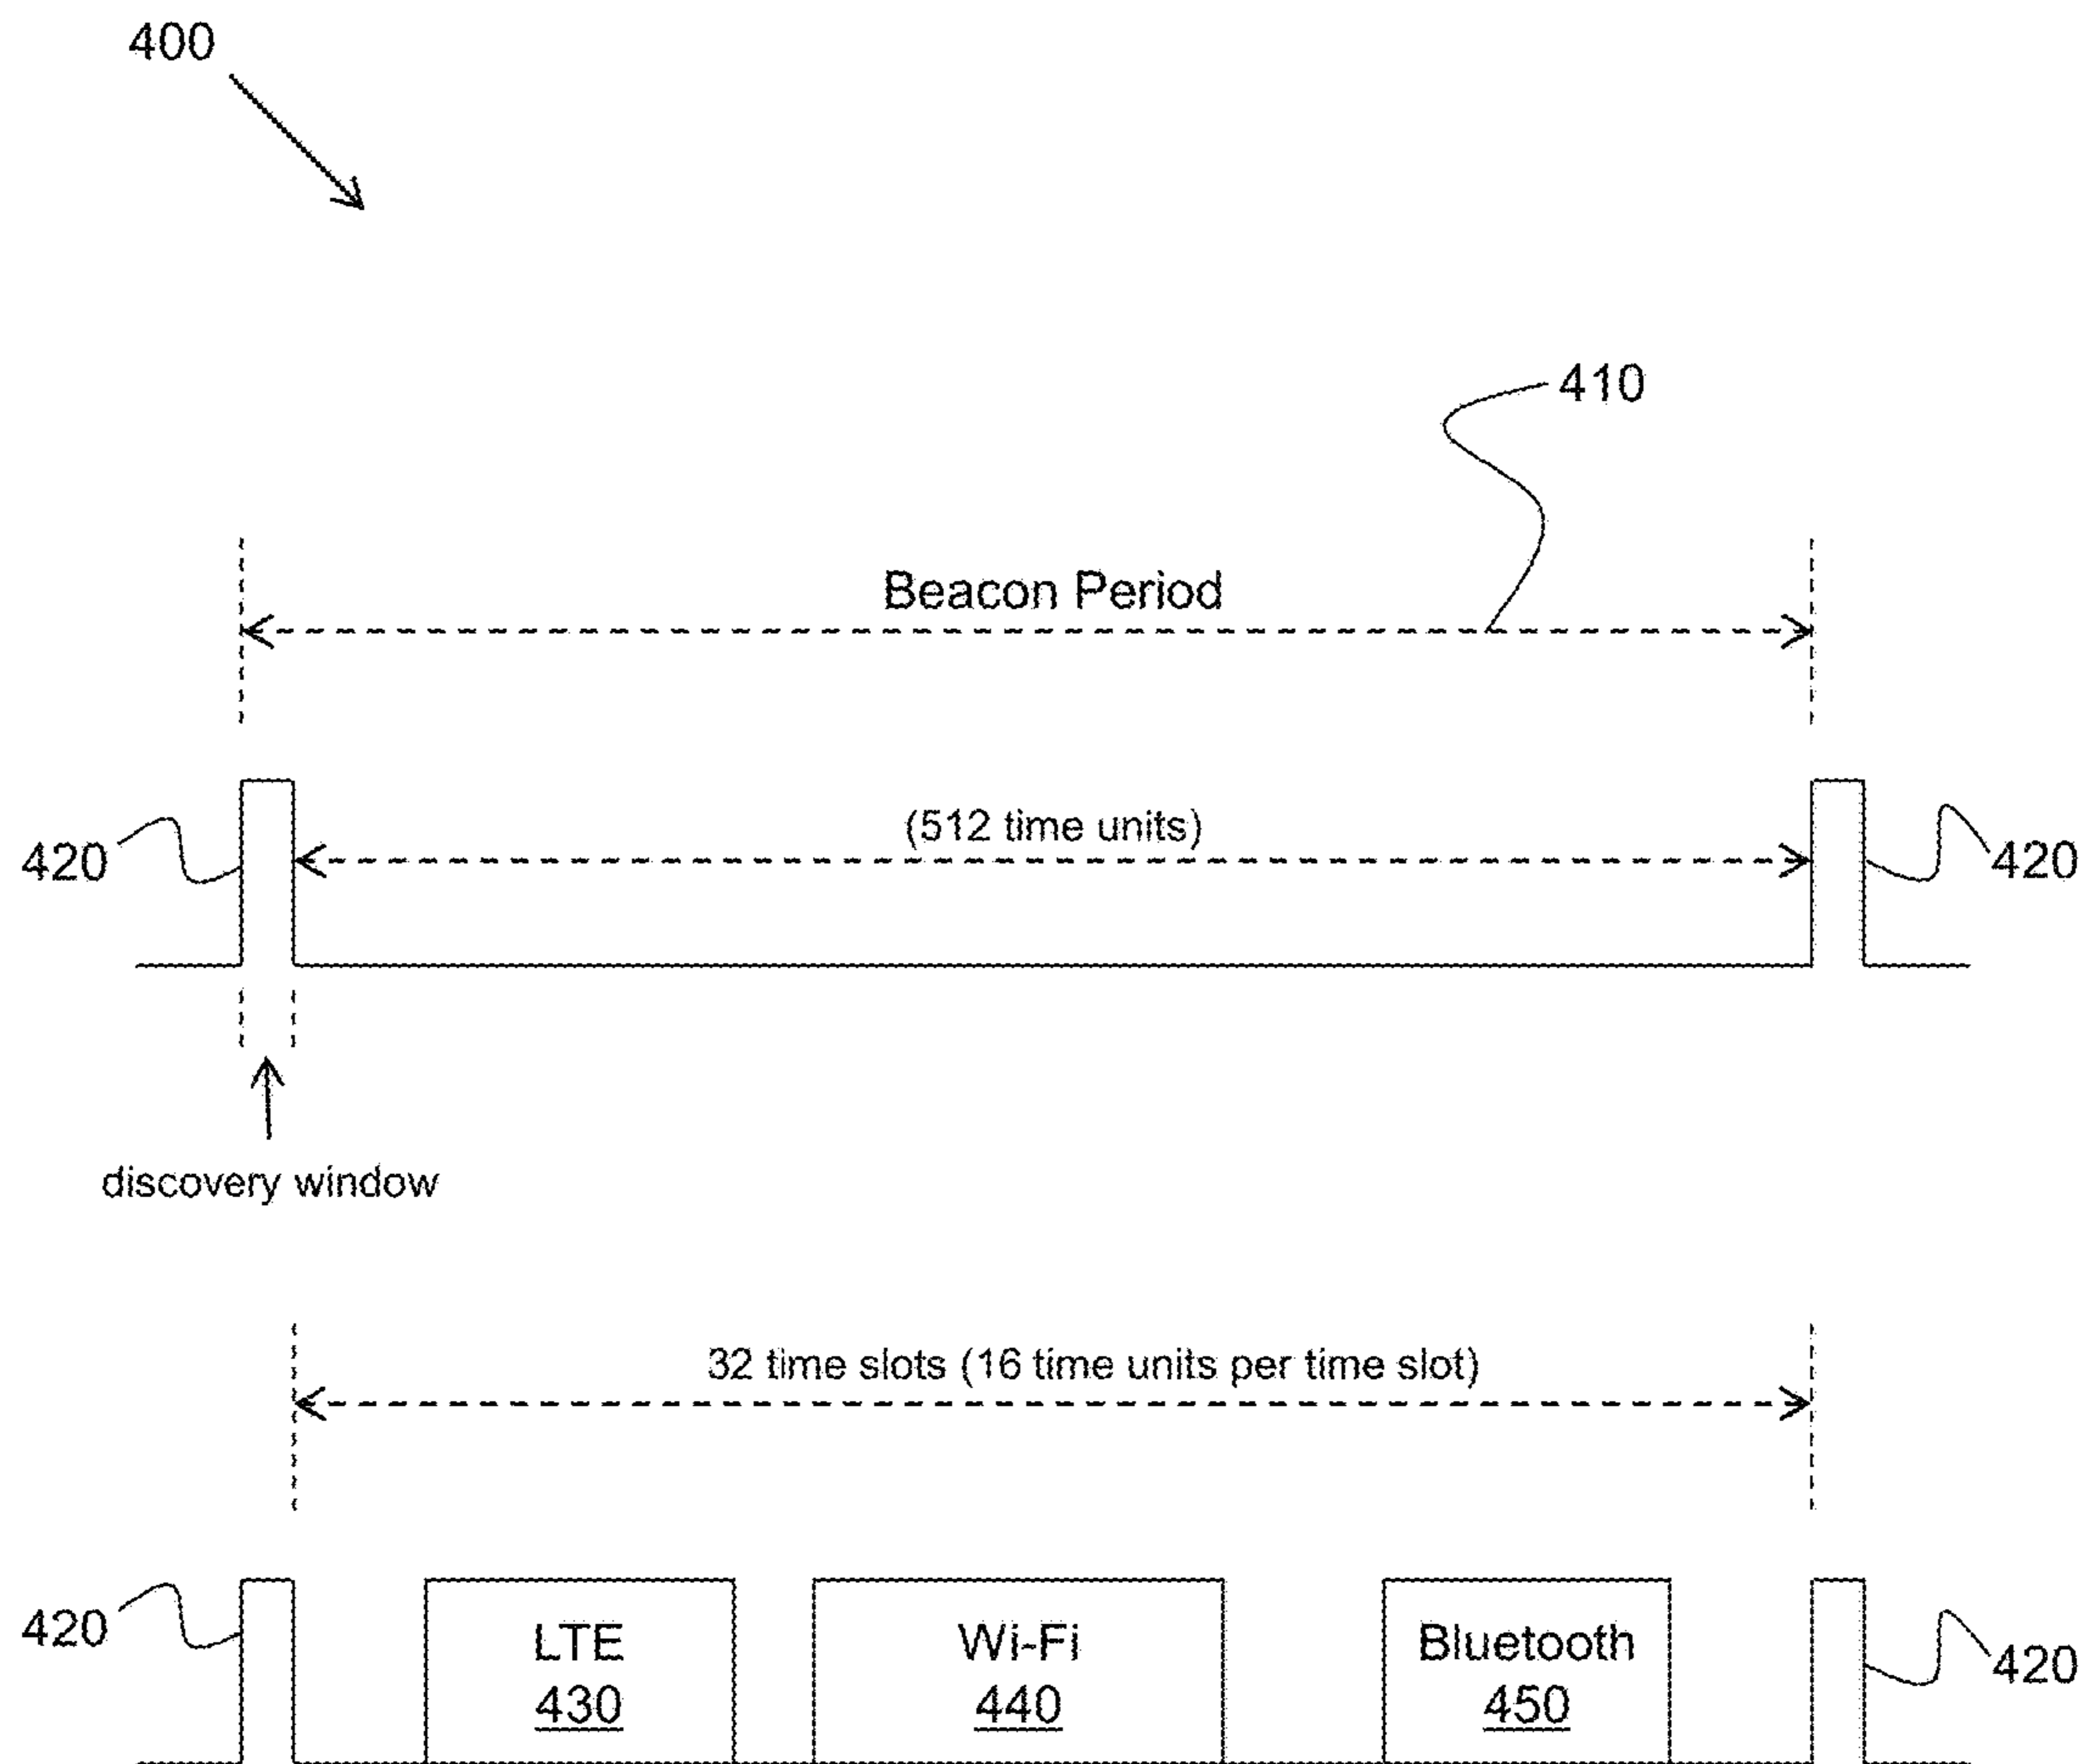 400
410
Beacon Period
(512 time units)
420
420
discovery window
32 time slots (16 time units per time slot)
420
LTE
430
Wi-Fi
440
Bluetooth
450
420